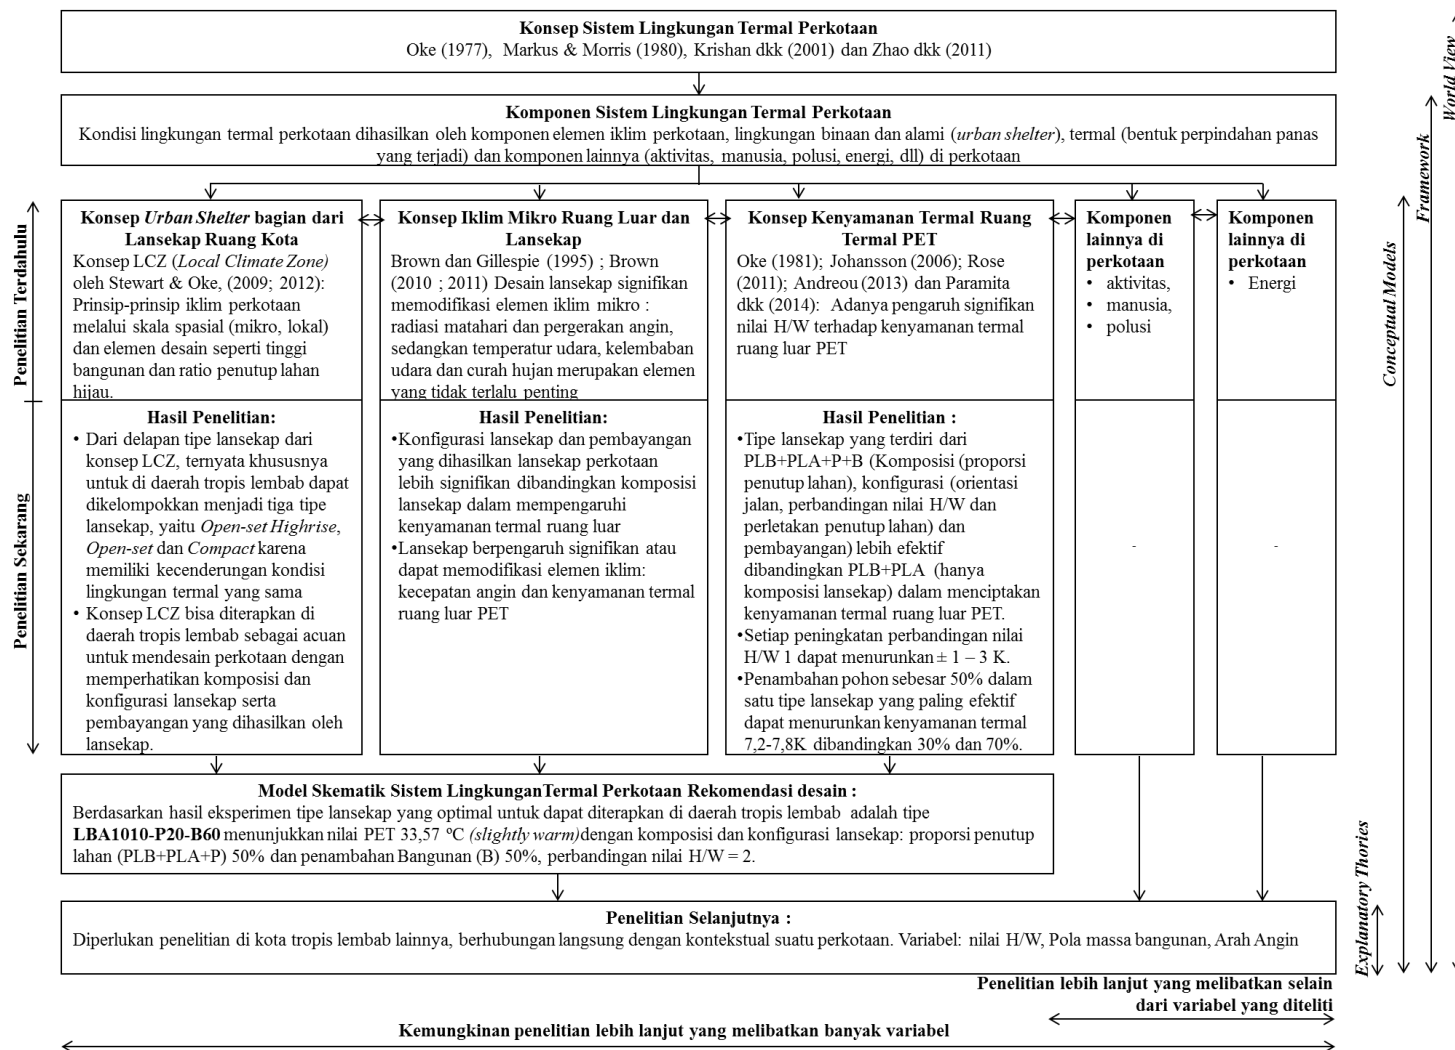 Konsep Sistem Lingkungan Termal Perkotaan
Oke (1977), Markus & Morris (1980), Krishan dkk (2001) dan Zhao dkk (2011)
Komponen Sistem Lingkungan Termal Perkotaan
Kondisi lingkungan termal perkotaan dihasilkan oleh komponen elemen iklim perkotaan, lingkungan binaan dan alami (urban shelter), termal (bentuk perpindahan panas
yang terjadi) dan komponen lainnya (aktivitas, manusia, polusi, energi, dll) di perkotaan
Penelitian Terdahulu
Konsep Urban Shelter bagian dari
Lansekap Ruang Kota
Konsep LCZ (Local Climate Zone)
oleh Stewart & Oke, (2009; 2012):
Prinsip-prinsip iklim perkotaan
melalui skala spasial (mikro, lokal)
dan elemen desain seperti tinggi
bangunan dan ratio penutup lahan
hijau.
Konsep Iklim Mikro Ruang Luar dan
Lansekap
Brown dan Gillespie (1995) ; Brown
(2010 ; 2011) Desain lansekap signifikan
memodifikasi elemen iklim mikro :
radiasi matahari dan pergerakan angin,
sedangkan temperatur udara, kelembaban
udara dan curah hujan merupakan elemen
yang tidak terlalu penting
Konsep Kenyamanan Termal Ruang
Termal PET
Oke (1981); Johansson (2006); Rose
(2011); Andreou (2013) dan Paramita
dkk (2014): Adanya pengaruh signifikan
nilai H/W terhadap kenyamanan termal
ruang luar PET
Komponen
lainnya di
perkotaan
• aktivitas,
• manusia,
• polusi
Komponen
lainnya di
perkotaan
• Energi
Penelitian Sekarang
Hasil Penelitian:
• Dari delapan tipe lansekap dari
konsep LCZ, ternyata khususnya
untuk di daerah tropis lembab dapat
dikelompokkan menjadi tiga tipe
lansekap, yaitu Open-set Highrise,
Open-set dan Compact karena
memiliki kecenderungan kondisi
lingkungan termal yang sama
• Konsep LCZ bisa diterapkan di
daerah tropis lembab sebagai acuan
untuk mendesain perkotaan dengan
memperhatikan komposisi dan
konfigurasi lansekap serta
pembayangan yang dihasilkan oleh
lansekap.
Hasil Penelitian:
•Konfigurasi lansekap dan pembayangan
yang dihasilkan lansekap perkotaan
lebih signifikan dibandingkan komposisi
lansekap dalam mempengaruhi
kenyamanan termal ruang luar
•Lansekap berpengaruh signifikan atau
dapat memodifikasi elemen iklim:
kecepatan angin dan kenyamanan termal
ruang luar PET
Hasil Penelitian :
•Tipe lansekap yang terdiri dari
PLB+PLA+P+B (Komposisi (proporsi
penutup lahan), konfigurasi (orientasi
jalan, perbandingan nilai H/W dan
perletakan penutup lahan) dan
pembayangan) lebih efektif
dibandingkan PLB+PLA (hanya
komposisi lansekap) dalam menciptakan
kenyamanan termal ruang luar PET.
•Setiap peningkatan perbandingan nilai
H/W 1 dapat menurunkan ± 1 – 3 K.
•Penambahan pohon sebesar 50% dalam
satu tipe lansekap yang paling efektif
dapat menurunkan kenyamanan termal
7,2-7,8K dibandingkan 30% dan 70%.
-
-
Model Skematik Sistem LingkunganTermal Perkotaan Rekomendasi desain :
Berdasarkan hasil eksperimen tipe lansekap yang optimal untuk dapat diterapkan di daerah tropis lembab adalah tipe
LBA1010-P20-B60 menunjukkan nilai PET 33,57 ºC (slightly warm)dengan komposisi dan konfigurasi lansekap: proporsi penutup
lahan (PLB+PLA+P) 50% dan penambahan Bangunan (B) 50%, perbandingan nilai H/W = 2.
Penelitian Selanjutnya :
Diperlukan penelitian di kota tropis lembab lainnya, berhubungan langsung dengan kontekstual suatu perkotaan. Variabel: nilai H/W, Pola massa bangunan, Arah Angin
Penelitian lebih lanjut yang melibatkan selain
dari variabel yang diteliti
Kemungkinan penelitian lebih lanjut yang melibatkan banyak variabel
Explanatory Thories
Conceptual Models
Framework
World View